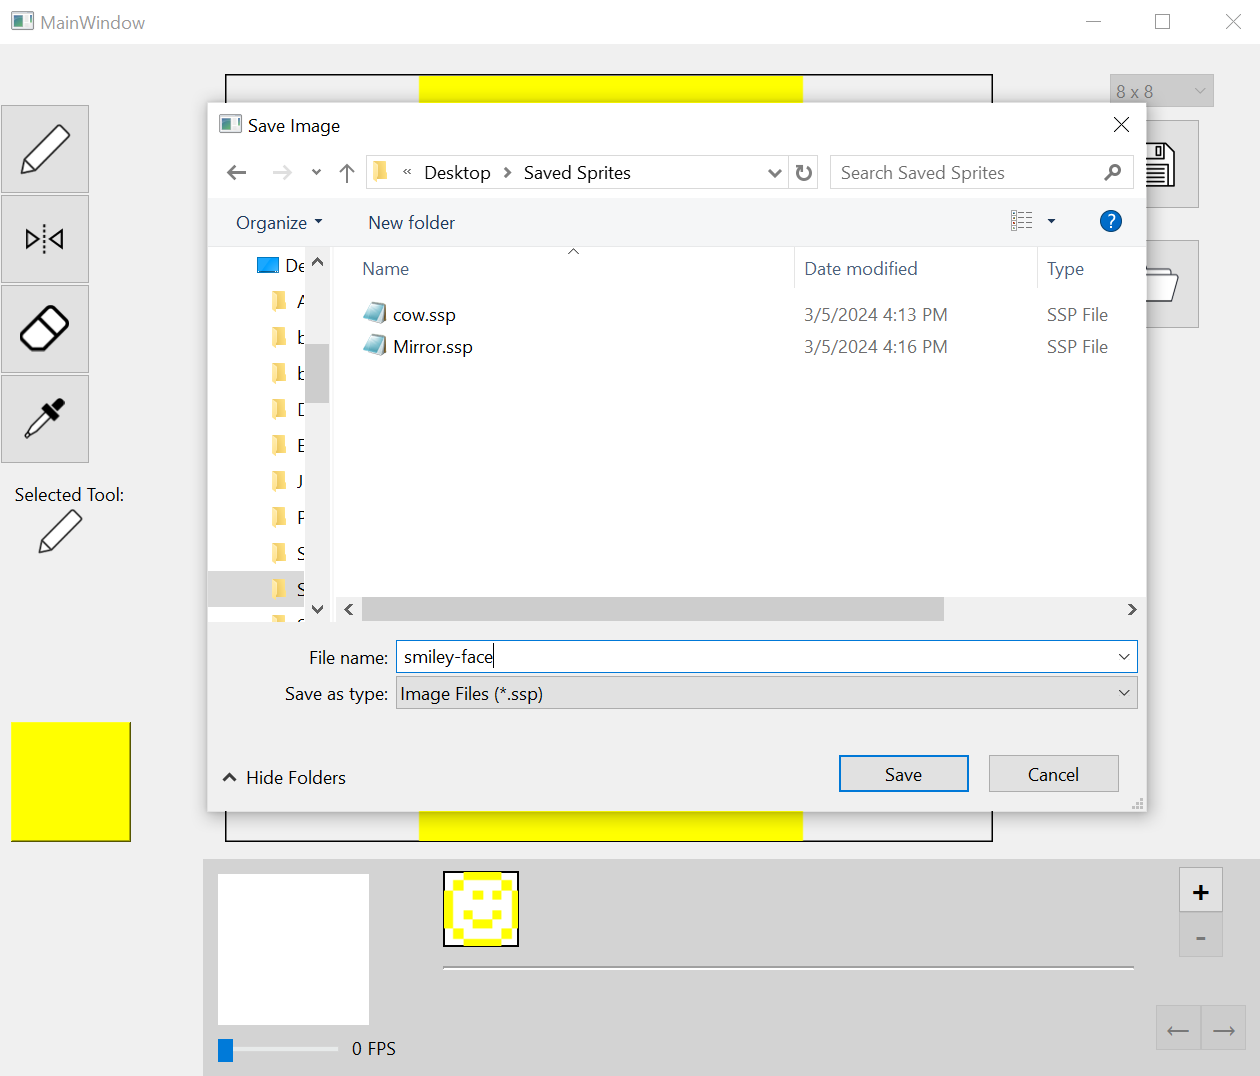 MainWindow
8 x 8
Save Image
« Desktop > Saved Sprites
Search Saved Sprites
Organize
New folder
?
Name
Date modified
Type
cow.ssp
3/5/2024 4:13 PM
SSP File
Mirror.ssp
3/5/2024 4:16 PM
SSP File
File name: smiley-face
Save as type: Image Files (*.ssp)
Hide Folders
Save
Cancel
Selected Tool:
+
-
0 FPS